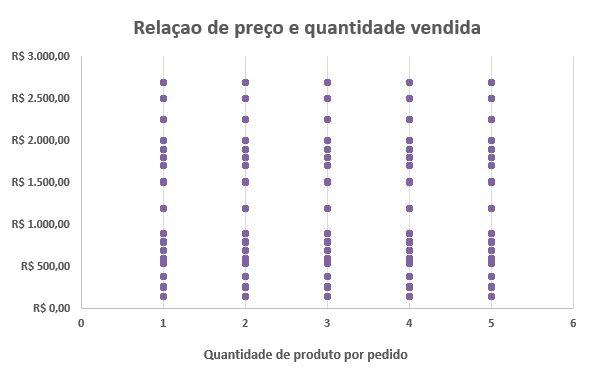 Relaçao de preço e quantidade vendida
R$ 3.000,00
R$ 2.500,00
R$ 2.000,00
R$ 1.500,00
R$ 1.000,00
R$ 500,00
R$ 0,00
0 1 2 3 4 5 6
Quantidade de produto por pedido